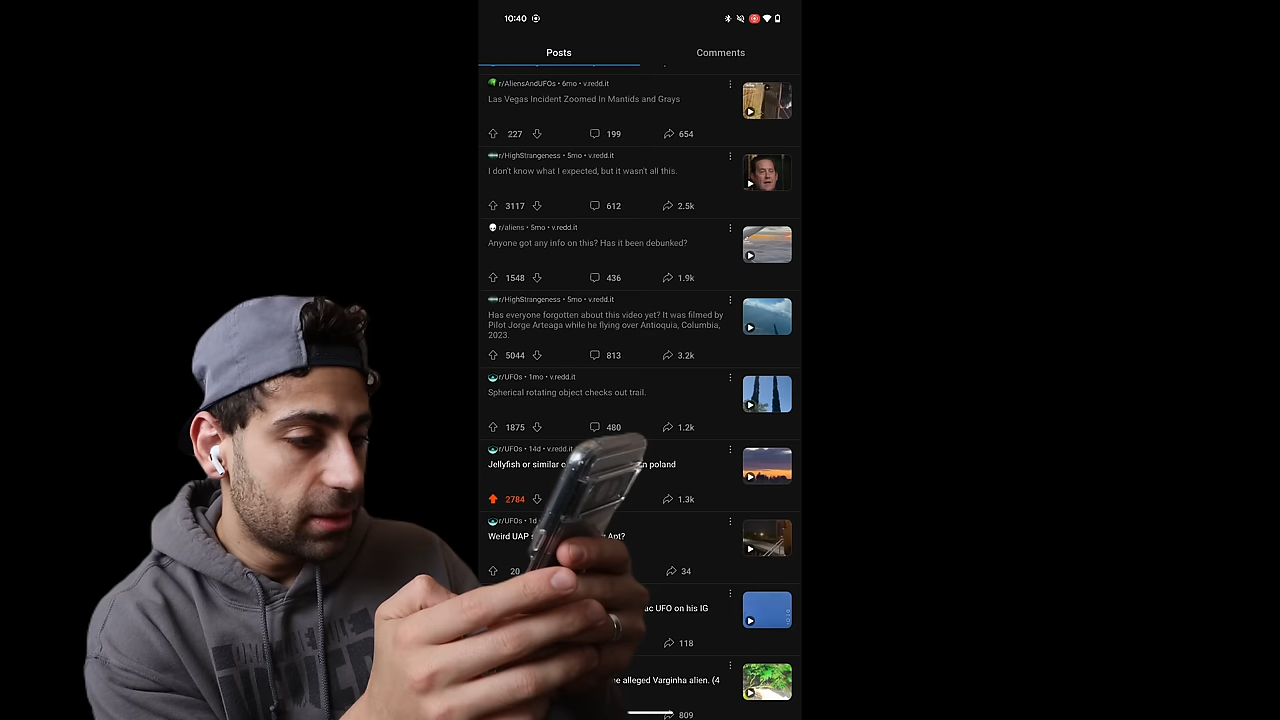 10:40
Posts
Comments
r/AliensAndUFOs • 6mo • v.redd.it
Las Vegas Incident Zoomed In Mantids and Grays
227
199
654
r/HighStrangeness • 5mo • v.redd.it
I don't know what I expected, but it wasn't all this.
3117
612
2.5k
r/aliens • 5mo • v.redd.it
Anyone got any info on this? Has it been debunked?
1548
436
1.9k
r/HighStrangeness • 5mo • v.redd.it
Has everyone forgotten about this video yet? It was filmed by
Pilot Jorge Arteaga while he flying over Antioquia, Columbia,
2023.
5044
813
3.2k
r/UFOs • 1mo • v.redd.it
Spherical rotating object checks out trail.
1875
480
1.2k
r/UFOs • 14d • v.redd.it
Jellyfish or similar poland
2784
1.3k
r/UFOs • 1d
Weird UAP Apt?
20
34
UFO on his IG
118
alleged Varginha alien. (4
809